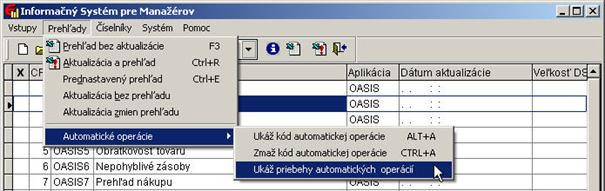 Informačný Systém pre Manažérov
Vstupy Prehľady Číselníky Systém Pomoc
Prehľad bez aktualizácie F3
Aktualizácia a prehľad Ctrl+R
Prednastavený prehľad Ctrl+E
Aktualizácia bez prehľadu
Aktualizácia zmien prehľadu
Automatické operácie
X Aplikácia Dátum aktualizácie Veľkosť DS
OASIS . . : :
OASIS . . : :
OASIS . . : :
Ukáž kód automatickej operácie ALT+A
Zmaž kód automatickej operácie CTRL+A
Ukáž priebehy automatických operácií
5 OASIS5 Obrátkovosť tovaru
6 OASIS6 Nepohyblivé zásoby
7 OASIS7 Prehľad nákupu OASIS . . : :